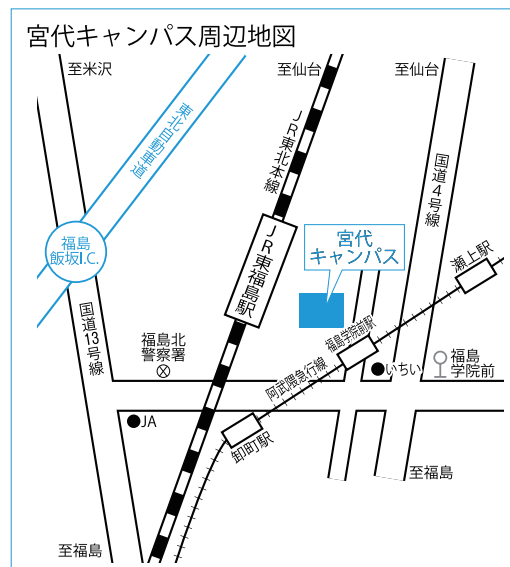 宮代キャンパス周辺地図
至米沢
至仙台
至仙台
東北自動車道
JR東北本線
国道4号線
福島
飯坂I.C.
JR東福島駅
宮代
キャンパス
瀬上駅
国道13号線
福島北
警察署
福島学院前駅
阿武隈急行線
いちい
福島
学院前
JA
卸町駅
至福島
至福島